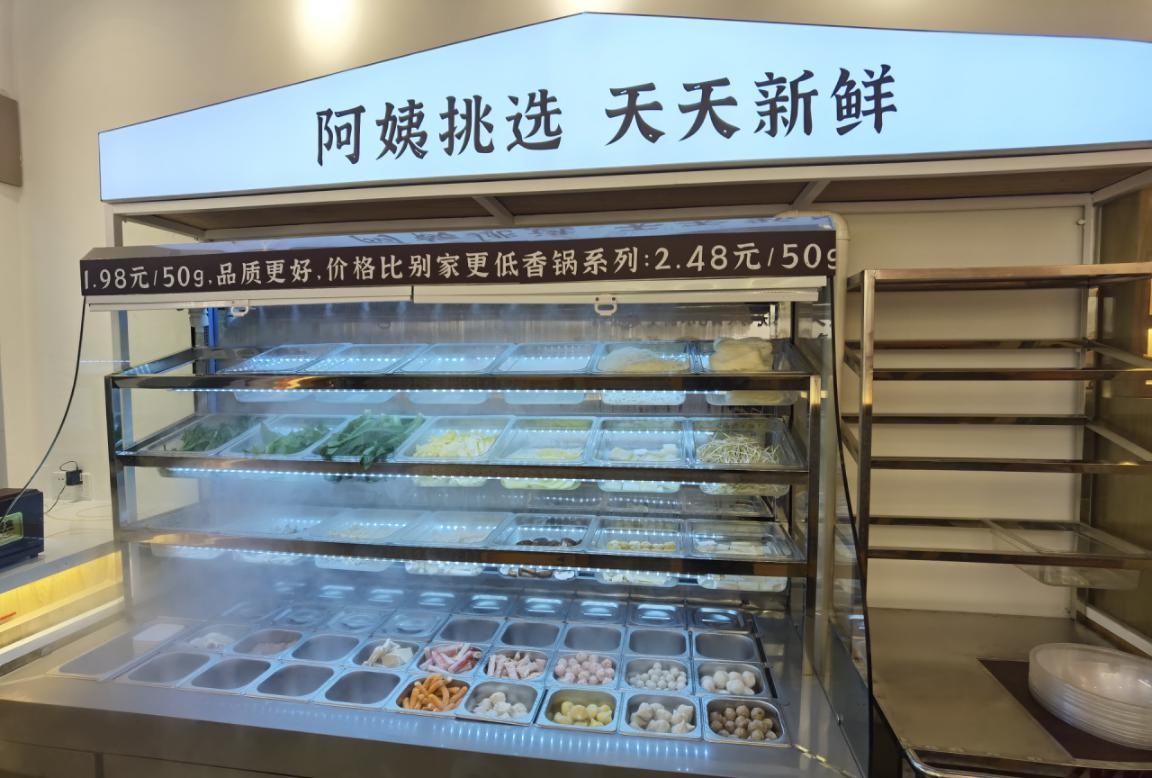 阿姨挑选 天天新鲜
1.98元/50g,品质更好,价格比别家更低香锅系列:2.48元/50g